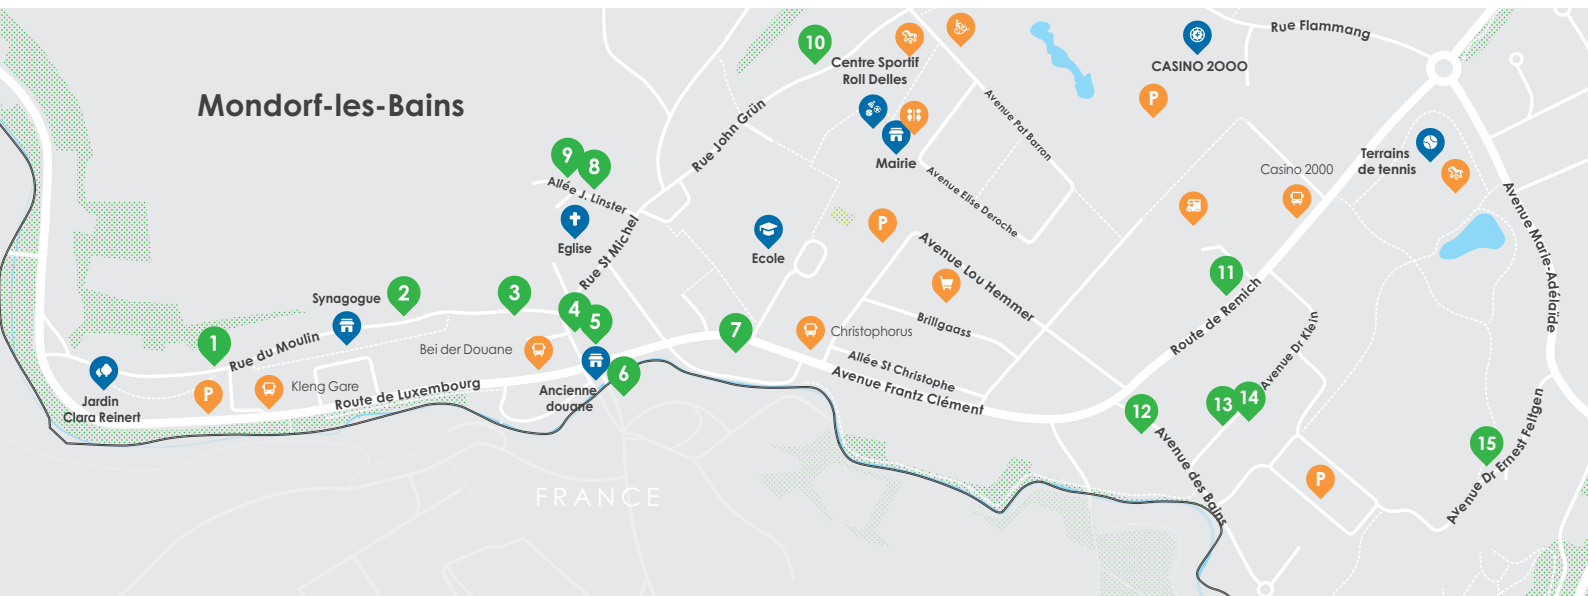 Mondorf-les-Bains
10
Centre Sportif
Roll Delles
CASINO 2OOO
Rue Flammang
P
Rue John Grün
Mairie
Avenue Pat Barron
Avenue Elise Deroche
Terrains
de tennis
Casino 2000
9
8
Allée J. Linster
Eglise
Rue St Michel
Ecole
P
Avenue Lou Hemmer
Avenue Marie-Adélaïde
Synagogue
2
3
4
5
7
Christophorus
Brillgaass
11
Route de Remich
1
Rue du Moulin
Bei der Douane
Allée St Christophe
Avenue Frantz Clément
Avenue Dr Klein
Jardin
Clara Reinert
P
Kleng Gare
Route de Luxembourg
Ancienne
douane
6
12
13
14
Avenue des Bains
15
Avenue Dr Ernest Feltgen
P
FRANCE